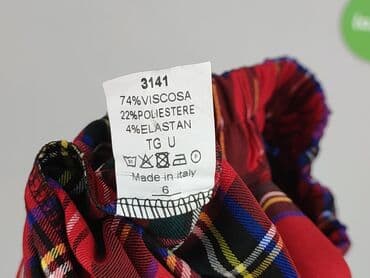 3141
74%VISCOSA
22%POLIESTERE
4%ELASTAN
TG U
Made in italy
6